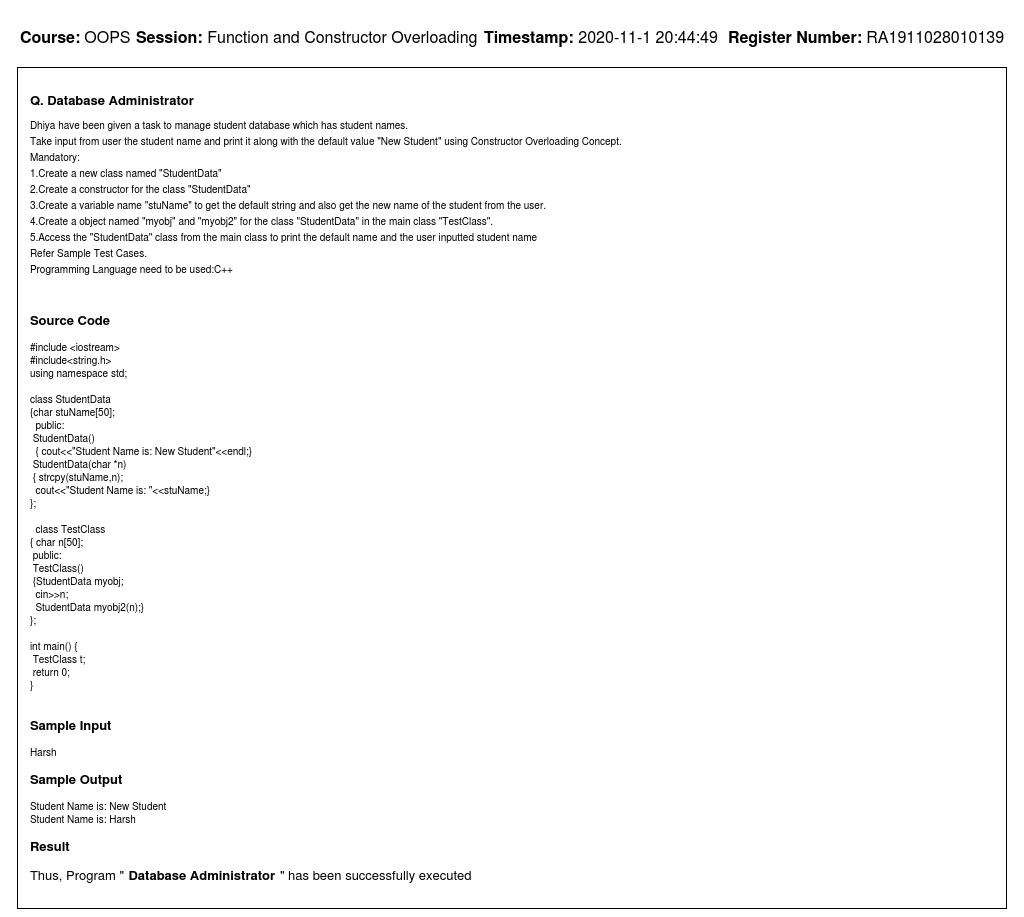 Course: OOPS Session: Function and Constructor Overloading Timestamp: 2020-11-1 20:44:49 Register Number: RA1911028010139
Q. Database Administrator
Dhiya have been given a task to manage student database which has student names.
Take input from user the student name and print it along with the default value "New Student" using Constructor Overloading Concept.
Mandatory:
1.Create a new class named "StudentData"
2.Create a constructor for the class "StudentData"
3.Create a variable name "stuName" to get the default string and also get the new name of the student from the user.
4.Create a object named "myobj" and "myobj2" for the class "StudentData" in the main class "TestClass".
5.Access the "StudentData" class from the main class to print the default name and the user inputted student name
Refer Sample Test Cases.
Programming Language need to be used:C++
Source Code
#include <iostream>
#include<string.h>
using namespace std;
class StudentData
{char stuName[50];
public:
StudentData()
{ cout<<"Student Name is: New Student"<<endl;}
StudentData(char *n)
{ strcpy(stuName,n);
cout<<"Student Name is: "<<stuName;}
};
class TestClass
{ char n[50];
public:
TestClass()
{StudentData myobj;
cin>>n;
StudentData myobj2(n);}
};
int main() {
TestClass t;
return 0;
}
Sample Input
Harsh
Sample Output
Student Name is: New Student
Student Name is: Harsh
Result
Thus, Program " Database Administrator " has been successfully executed